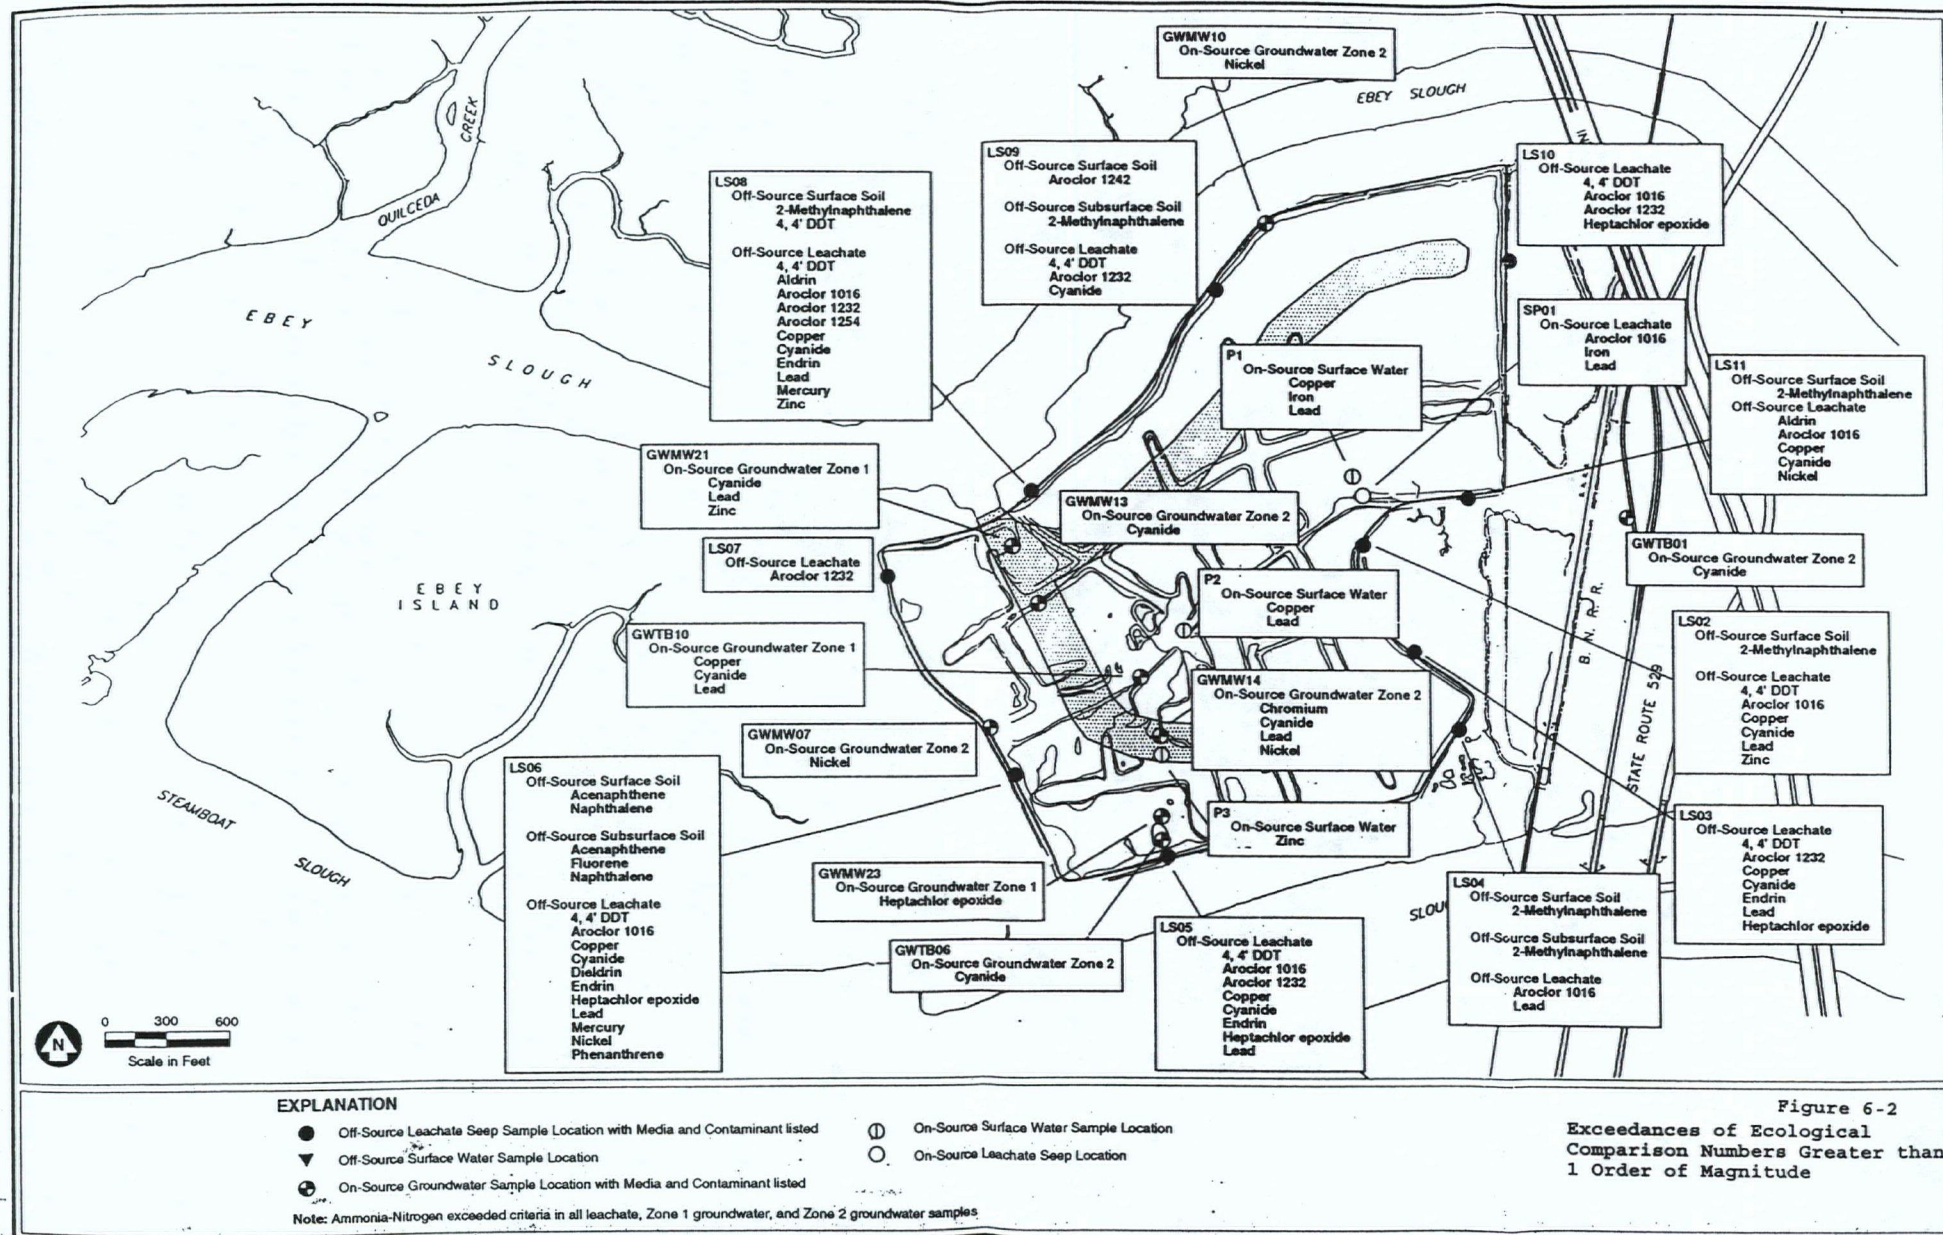 GWMW10
On-Source Groundwater Zone 2
Nickel
EBEY SLOUGH
CREEK
QUILCEDA
LS09
Off-Source Surface Soil
Aroclor 1242
Off-Source Subsurface Soil
2-Methylnaphthalene
Off-Source Leachate
4, 4' DDT
Aroclor 1232
Cyanide
LS10
Off-Source Leachate
4, 4' DDT
Aroclor 1016
Aroclor 1232
Heptachlor epoxide
LS08
Off-Source Surface Soil
2-Methylnaphthalene
4, 4' DDT
Off-Source Leachate
4, 4' DDT
Aldrin
Aroclor 1016
Aroclor 1232
Aroclor 1254
Copper
Cyanide
Endrin
Lead
Mercury
Zinc
EBEY
SLOUGH
SP01
On-Source Leachate
Aroclor 1016
Iron
Lead
P1
On-Source Surface Water
Copper
Iron
Lead
LS11
Off-Source Surface Soil
2-Methylnaphthalene
Off-Source Leachate
Aldrin
Aroclor 1016
Copper
Cyanide
Nickel
GWMW21
On-Source Groundwater Zone 1
Cyanide
Lead
Zinc
GWMW13
On-Source Groundwater Zone 2
Cyanide
LS07
Off-Source Leachate
Aroclor 1232
GWTB01
On-Source Groundwater Zone 2
Cyanide
EBEY
ISLAND
P2
On-Source Surface Water
Copper
Lead
B. N. R. R.
STATE ROUTE 529
GWTB10
On-Source Groundwater Zone 1
Copper
Cyanide
Lead
LS02
Off-Source Surface Soil
2-Methylnaphthalene
Off-Source Leachate
4, 4' DDT
Aroclor 1016
Copper
Cyanide
Lead
Zinc
GWMW14
On-Source Groundwater Zone 2
Chromium
Cyanide
Lead
Nickel
GWMW07
On-Source Groundwater Zone 2
Nickel
LS06
Off-Source Surface Soil
Acenaphthene
Naphthalene
Off-Source Subsurface Soil
Acenaphthene
Fluorene
Naphthalene
Off-Source Leachate
4, 4' DDT
Aroclor 1016
Copper
Cyanide
Dieldrin
Endrin
Heptachlor epoxide
Lead
Mercury
Nickel
Phenanthrene
STEAMBOAT
SLOUGH
P3
On-Source Surface Water
Zinc
LS03
Off-Source Leachate
4, 4' DDT
Aroclor 1232
Copper
Cyanide
Endrin
Lead
Heptachlor epoxide
GWMW23
On-Source Groundwater Zone 1
Heptachlor epoxide
LS04
Off-Source Surface Soil
2-Methylnaphthalene
Off-Source Subsurface Soil
2-Methylnaphthalene
Off-Source Leachate
Aroclor 1016
Lead
GWTB06
On-Source Groundwater Zone 2
Cyanide
LS05
Off-Source Leachate
4, 4' DDT
Aroclor 1016
Aroclor 1232
Copper
Cyanide
Endrin
Heptachlor epoxide
Lead
N
0 300 600
Scale in Feet
EXPLANATION
Off-Source Leachate Seep Sample Location with Media and Contaminant listed
Off-Source Surface Water Sample Location
On-Source Groundwater Sample Location with Media and Contaminant listed
On-Source Surface Water Sample Location
On-Source Leachate Seep Location
Note: Ammonia-Nitrogen exceeded criteria in all leachate, Zone 1 groundwater, and Zone 2 groundwater samples
Figure 6-2
Exceedances of Ecological
Comparison Numbers Greater than
1 Order of Magnitude